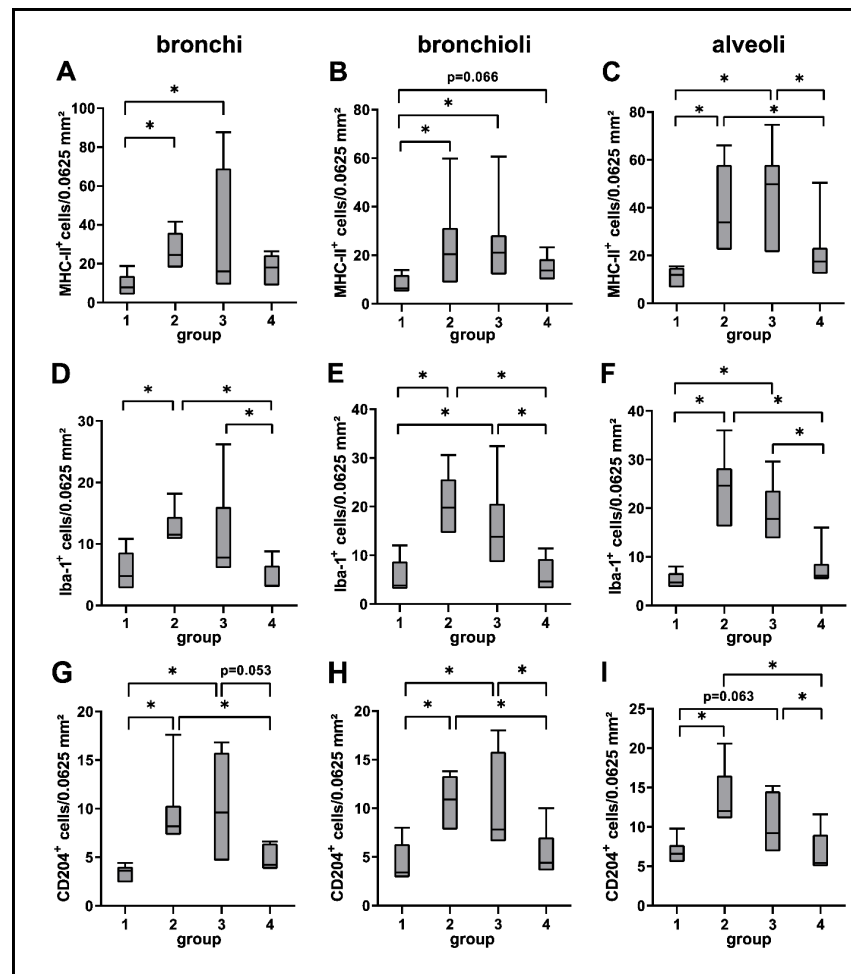 bronchi bronchioli alveoli
A B C
p=0.066
* * * * *
* * * *
MHC-II⁺ cells/0.0625 mm²
100
80
60
40
20
0
1 2 3 4
group
MHC-II⁺ cells/0.0625 mm²
80
60
40
20
0
1 2 3 4
group
MHC-II⁺ cells/0.0625 mm²
80
60
40
20
0
1 2 3 4
group
D E F
* * *
*
* *
* *
* *
*
Iba-1⁺ cells/0.0625 mm²
30
20
10
0
1 2 3 4
group
Iba-1⁺ cells/0.0625 mm²
40
30
20
10
0
1 2 3 4
group
Iba-1⁺ cells/0.0625 mm²
40
30
20
10
0
1 2 3 4
group
G H I
* p=0.053
* *
* *
* *
*
p=0.063 *
*
CD204⁺ cells/0.0625 mm²
20
15
10
5
0
1 2 3 4
group
CD204⁺ cells/0.0625 mm²
20
15
10
5
0
1 2 3 4
group
CD204⁺ cells/0.0625 mm²
25
20
15
10
5
0
1 2 3 4
group